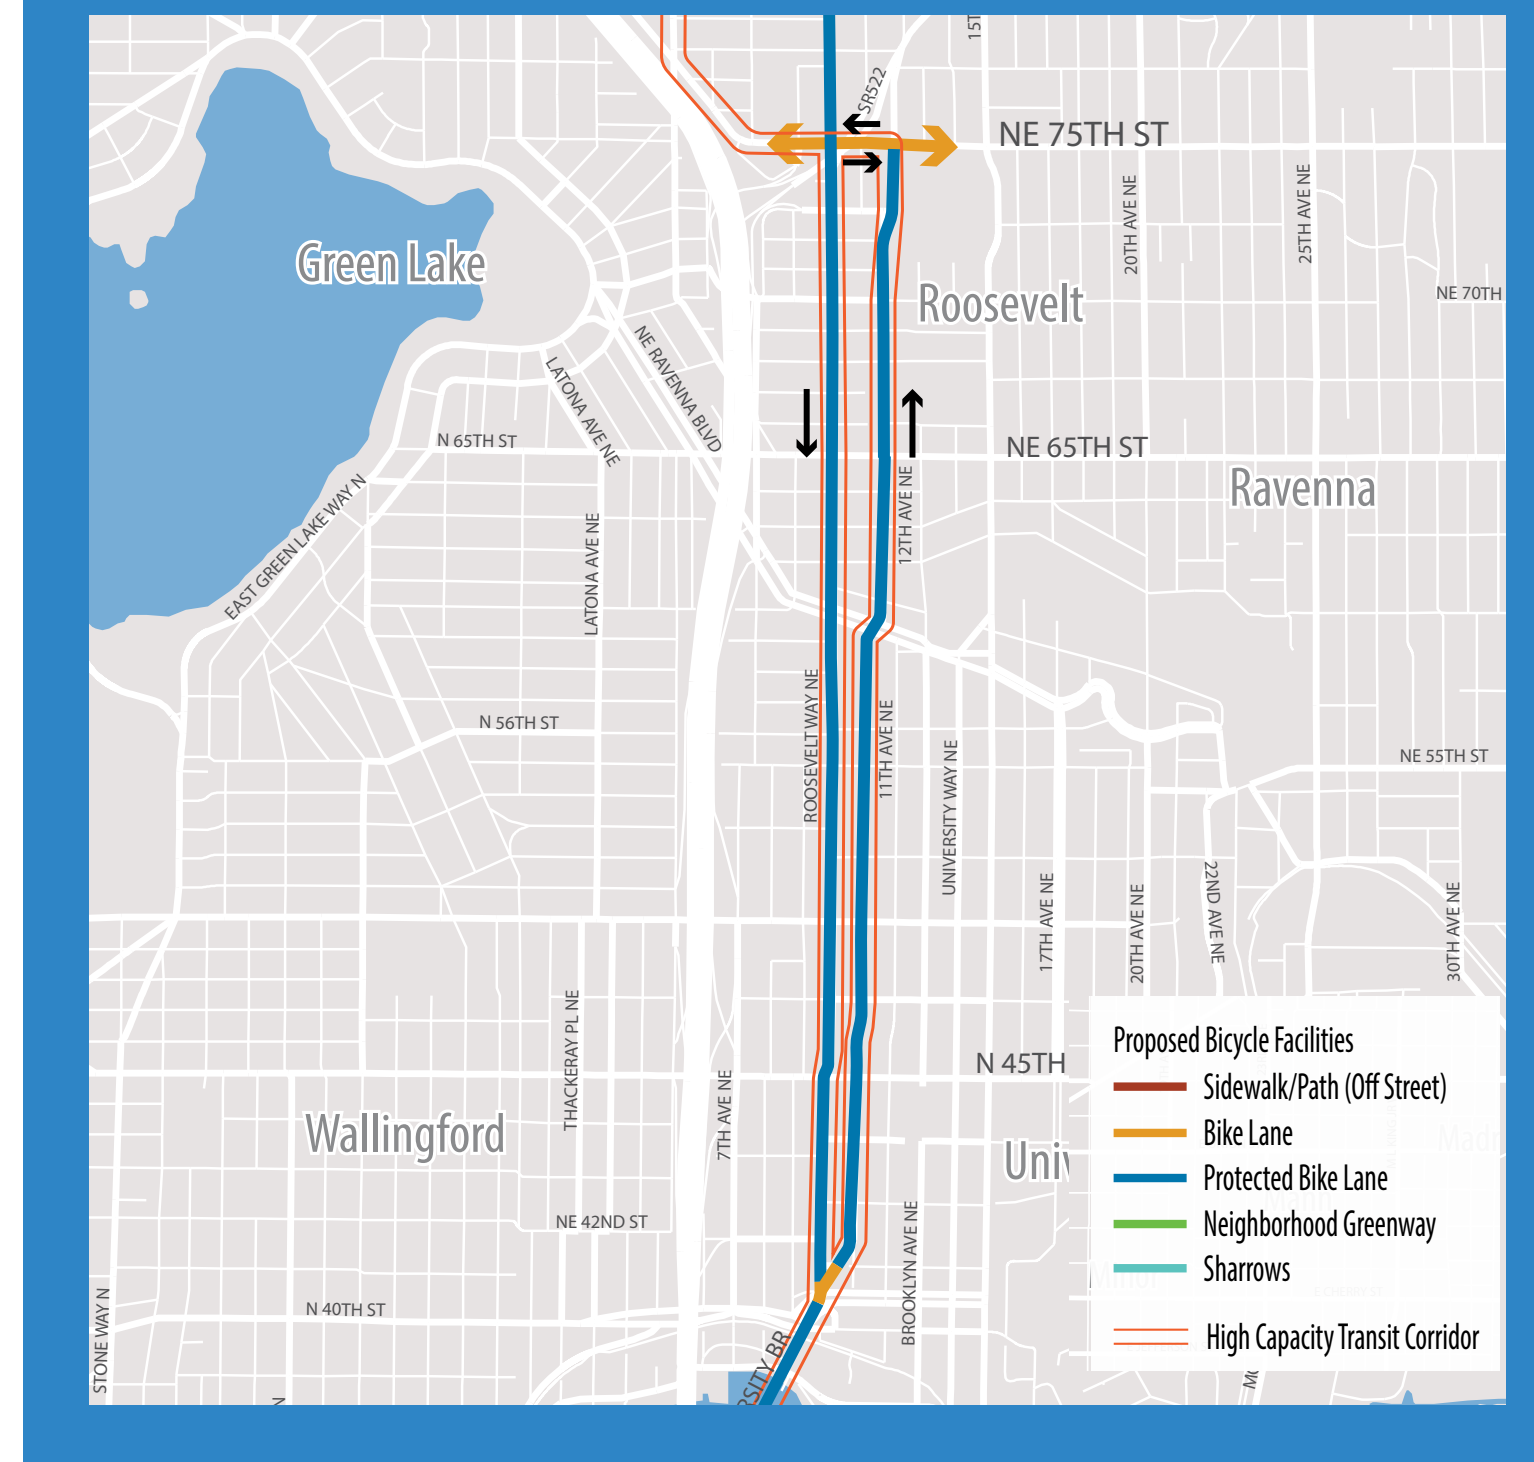 15T
SR522
NE 75TH ST
20TH AVE NE
25TH AVE NE
Green Lake
Roosevelt
NE 70TH
NE RAVENNA BLVD
LATONA AVE NE
N 65TH ST
NE 65TH ST
Ravenna
EAST GREEN LAKE WAY N
LATONA AVE NE
12TH AVE NE
ROOSEVELT WAY NE
11TH AVE NE
N 56TH ST
UNIVERSITY WAY NE
NE 55TH ST
17TH AVE NE
20TH AVE NE
22ND AVE NE
30TH AVE NE
THACKERAY PL NE
7TH AVE NE
N 45TH
Wallingford
Univ
NE 42ND ST
BROOKLYN AVE NE
N 40TH ST
STONE WAY N
N
RSITY BR
Proposed Bicycle Facilities
Sidewalk/Path (Off Street)
Bike Lane
Protected Bike Lane
Neighborhood Greenway
Sharrows
E CHERRY ST
High Capacity Transit Corridor